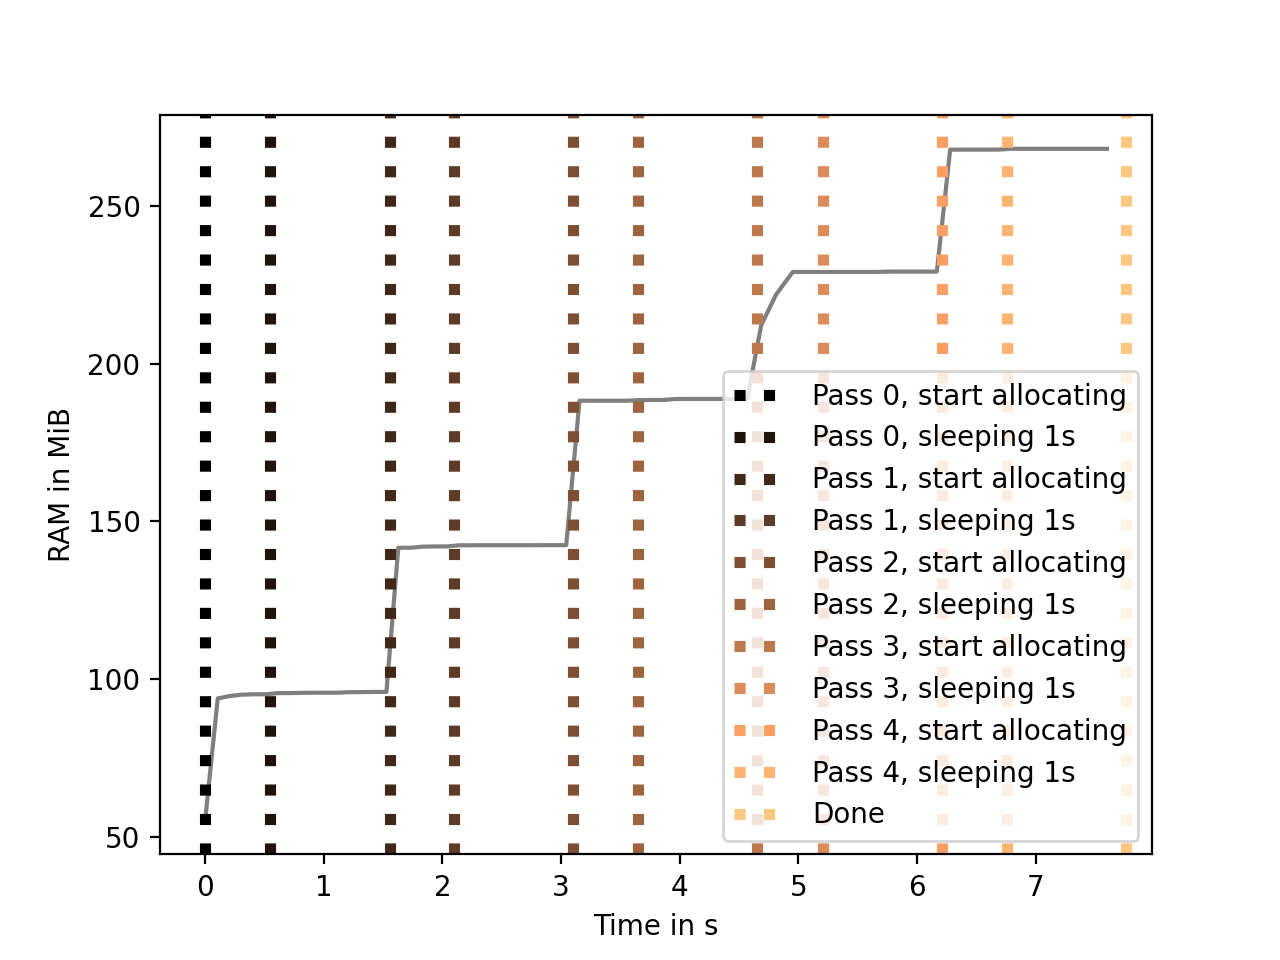 250
200
150
100
50
RAM in MiB
Pass 0, start allocating
Pass 0, sleeping 1s
Pass 1, start allocating
Pass 1, sleeping 1s
Pass 2, start allocating
Pass 2, sleeping 1s
Pass 3, start allocating
Pass 3, sleeping 1s
Pass 4, start allocating
Pass 4, sleeping 1s
Done
0 1 2 3 4 5 6 7
Time in s